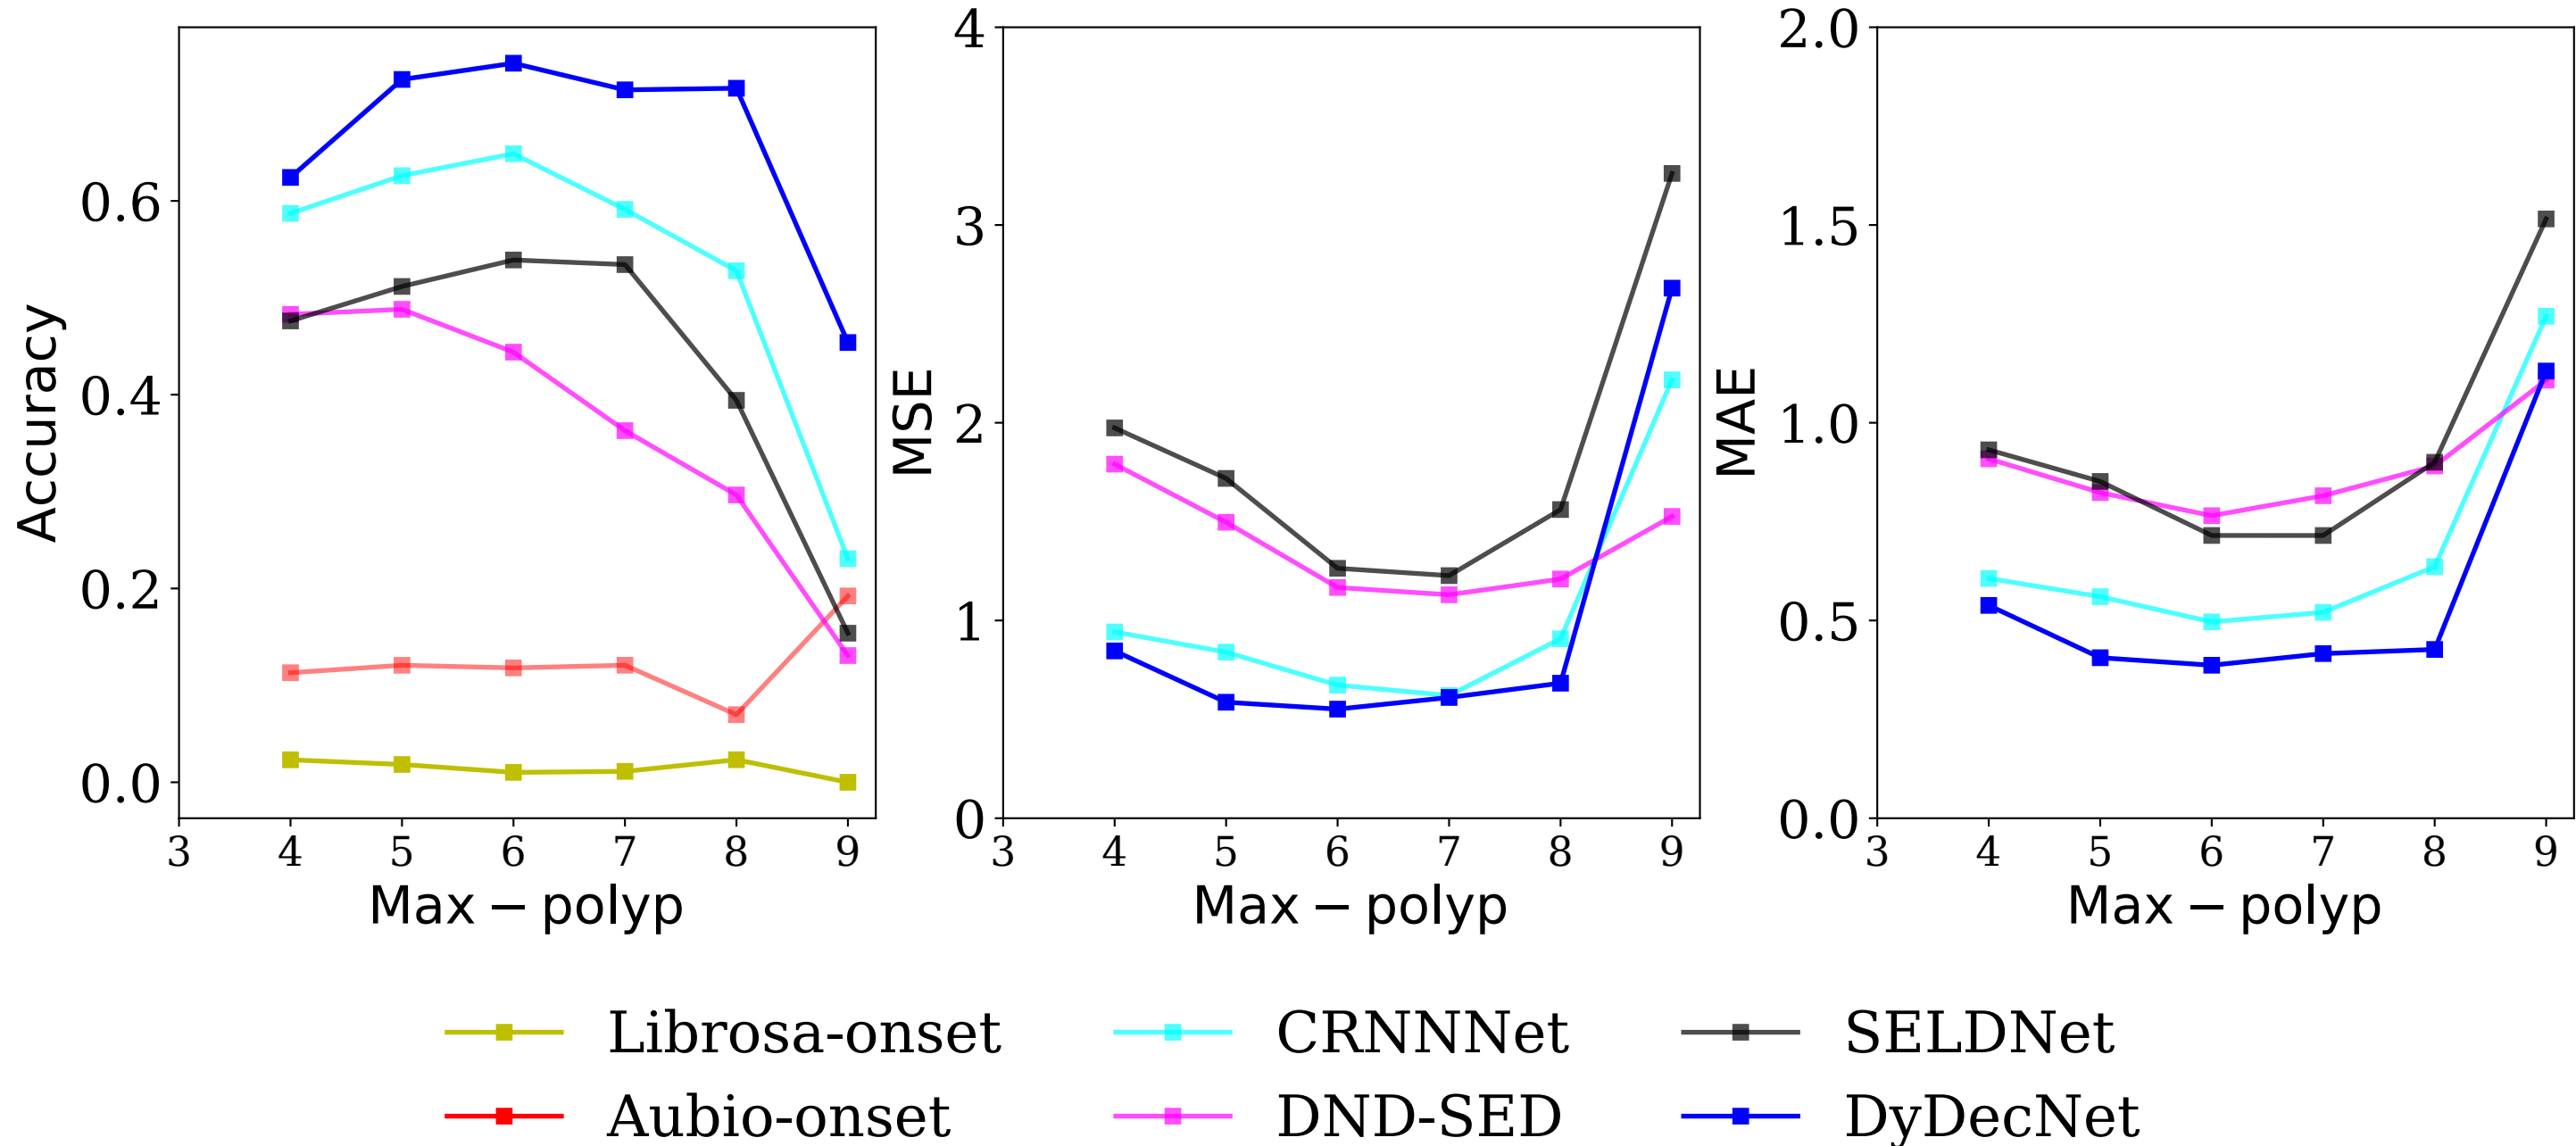 Accuracy
0.6
0.4
0.2
0.0
3 4 5 6 7 8 9
Max − polyp
MSE
4
3
2
1
0
3 4 5 6 7 8 9
Max − polyp
MAE
2.0
1.5
1.0
0.5
0.0
3 4 5 6 7 8 9
Max − polyp
Librosa-onset CRNNNet SELDNet
Aubio-onset DND-SED DyDecNet